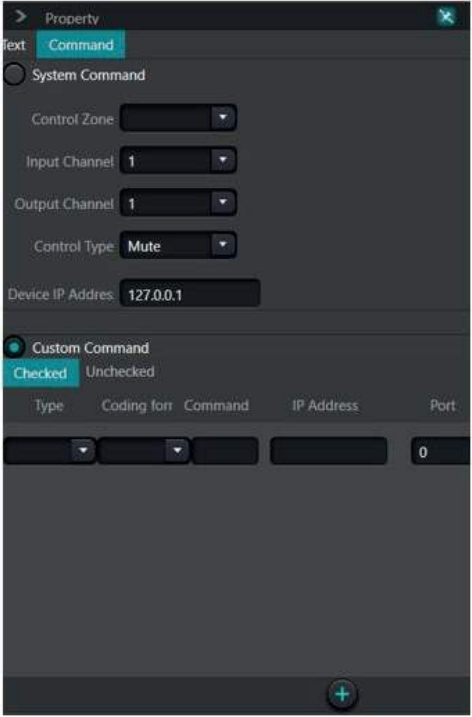 > Property
Text Command
System Command
Control Zone
Input Channel 1
Output Channel 1
Control Type Mute
Device IP Addres 127.0.0.1
Custom Command
Checked Unchecked
Type Coding forr Command IP Address Port
0
+